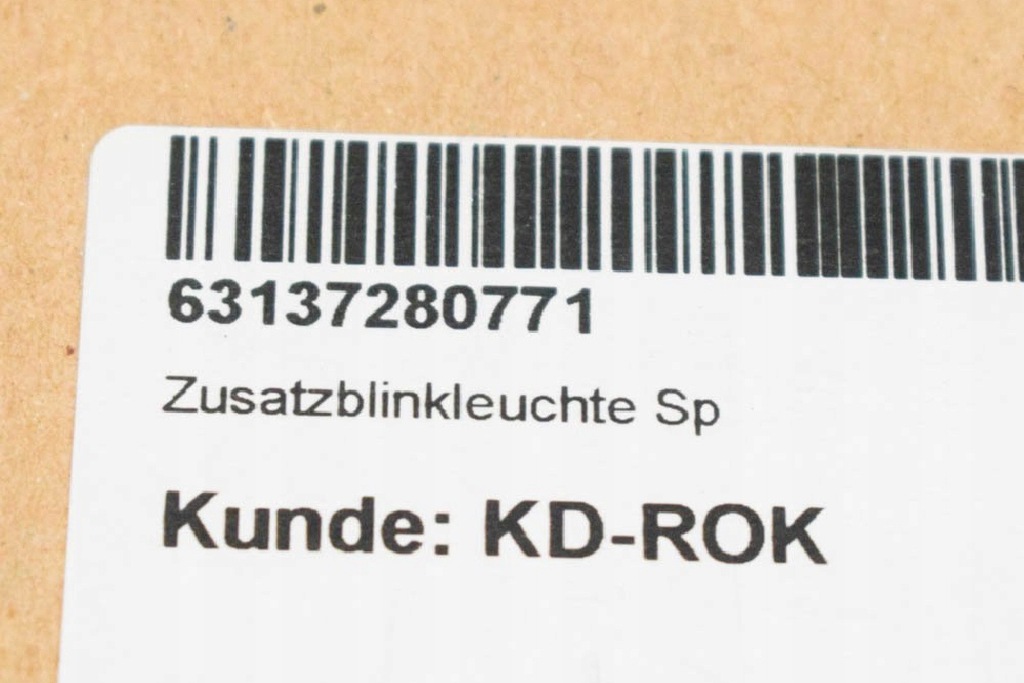 63137280771
Zusatzblinkleuchte Sp
Kunde: KD-ROK